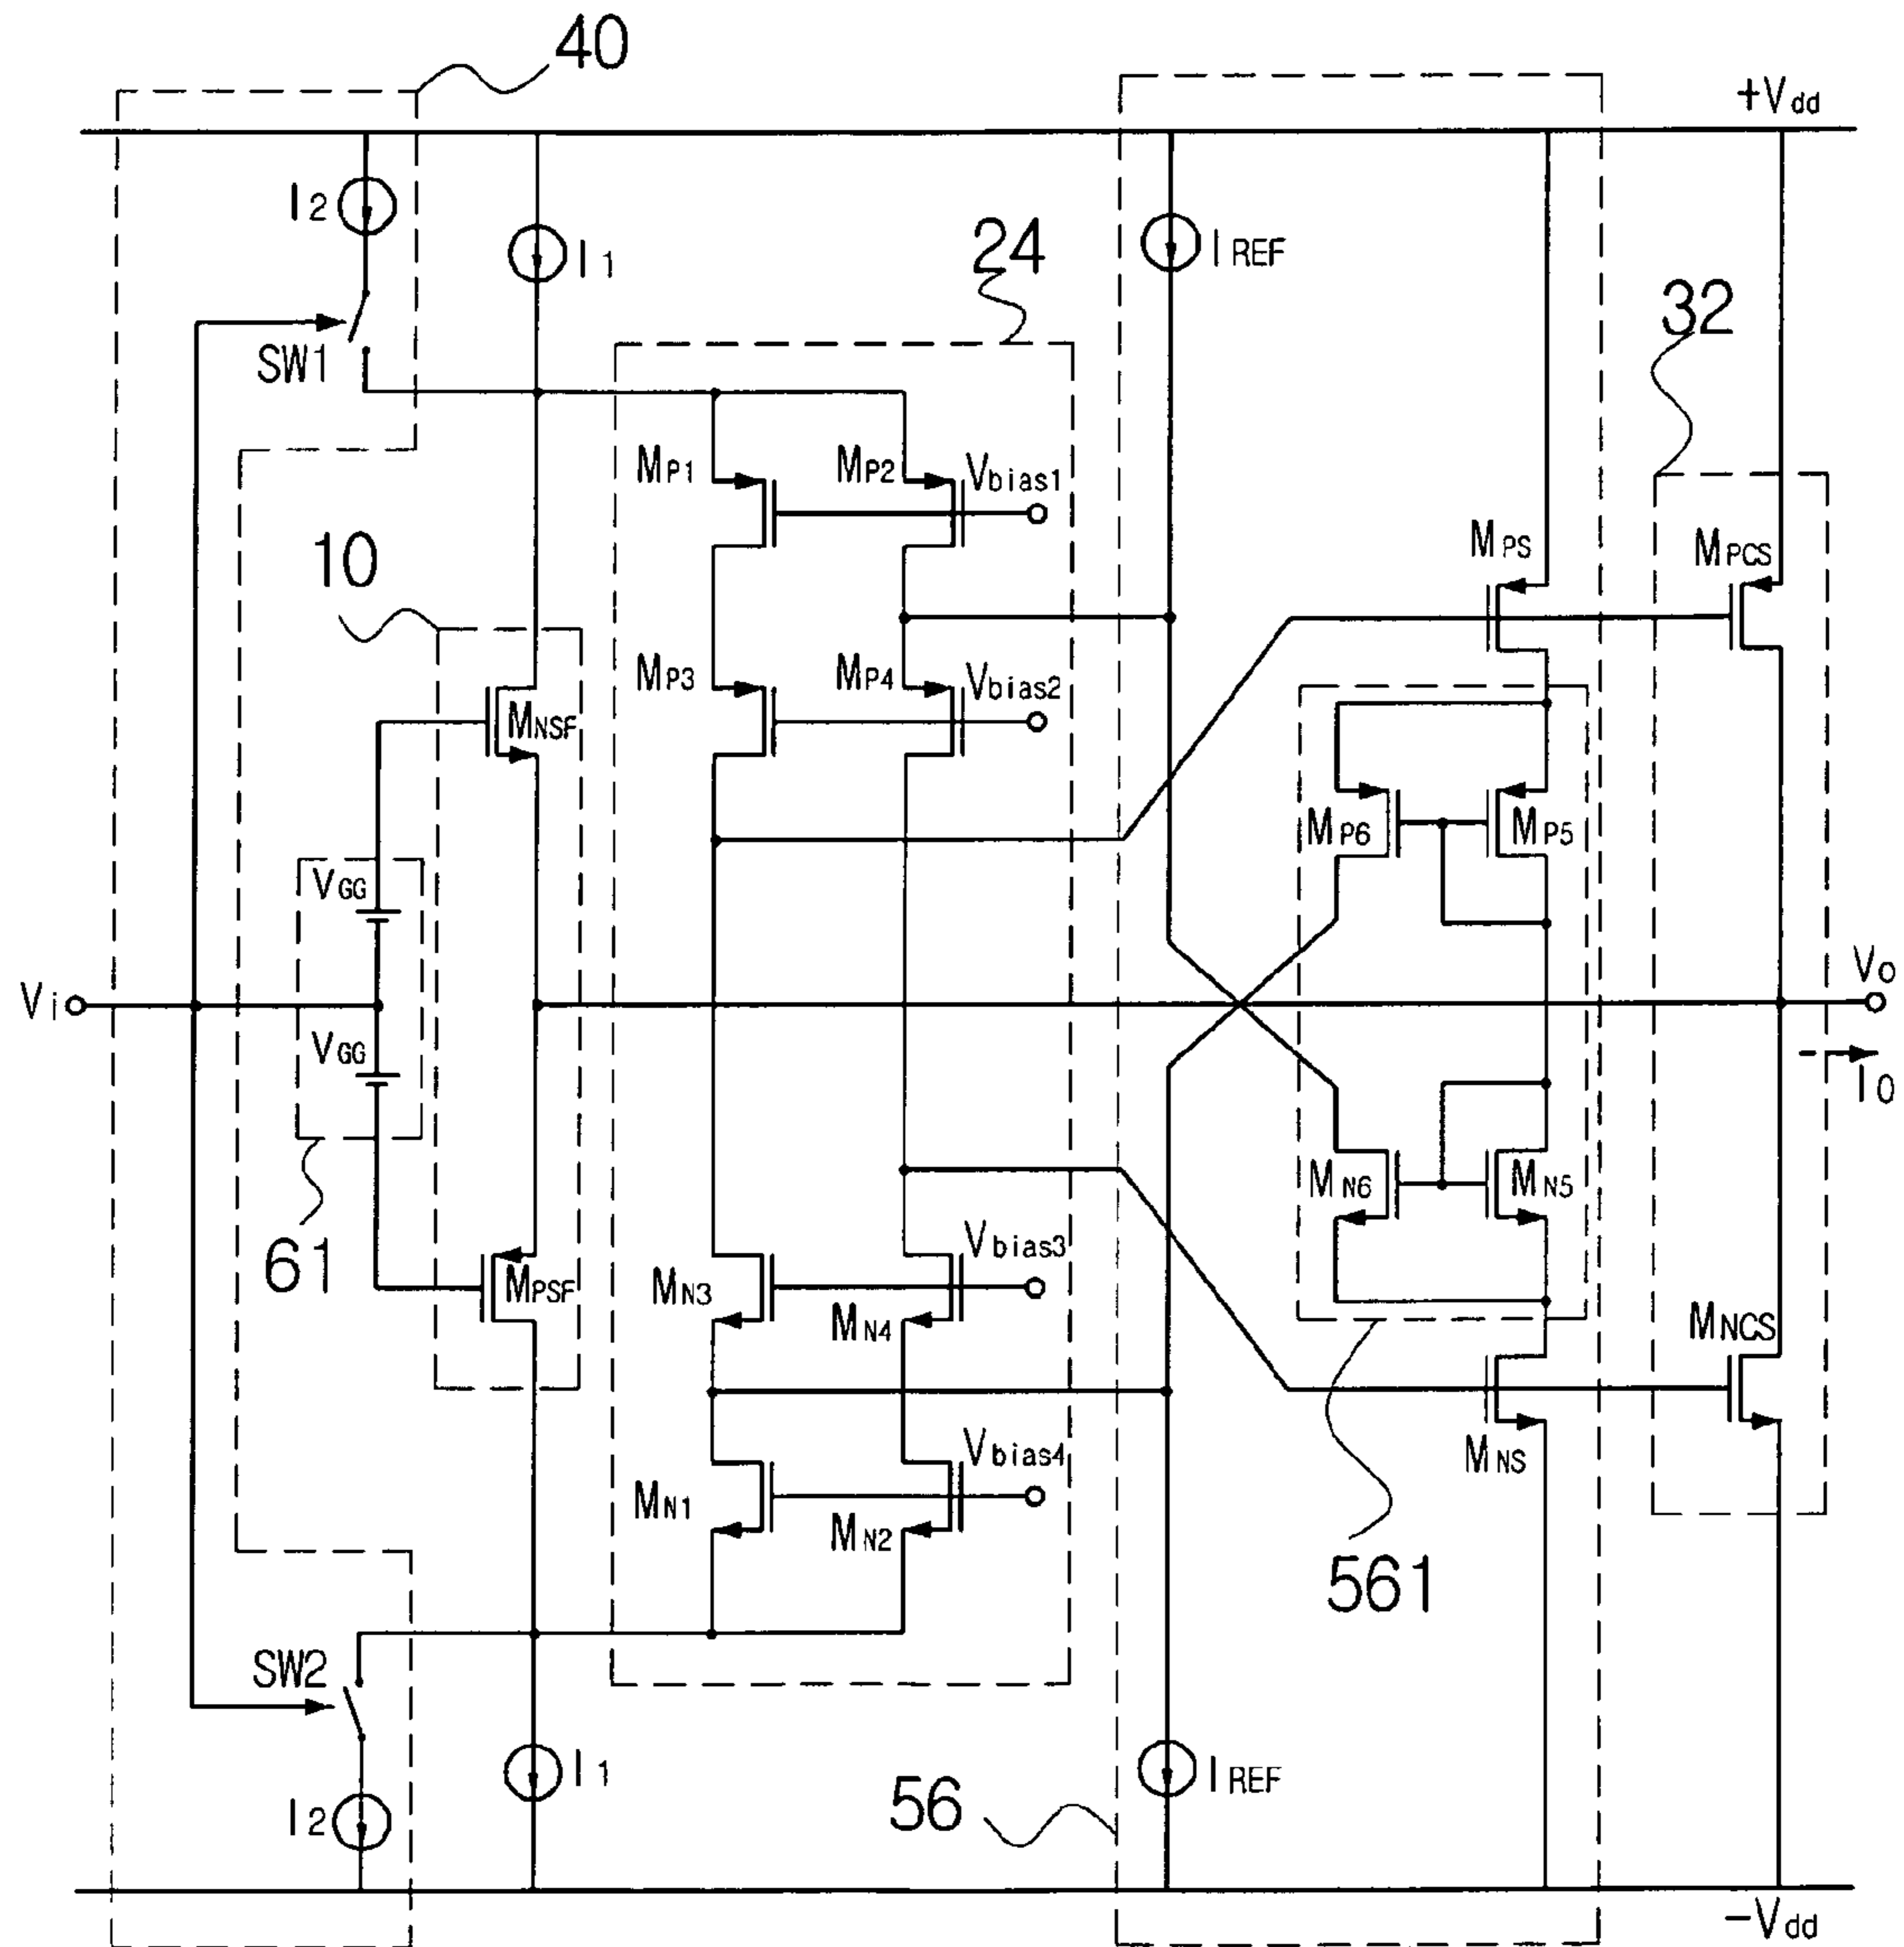 40
+Vdd
I2
I1
24
IREF
32
SW1
MP1
MP2
Vbias1
10
MPS
MPCS
MP3
MP4
Vbias2
MNSF
MP6
MP5
VGG
Vi
Vo
VGG
IO
MN6
MN5
61
MPSF
MN3
MN4
Vbias3
MNCS
MN1
MN2
Vbias4
MNS
561
SW2
I1
IREF
I2
56
-Vdd